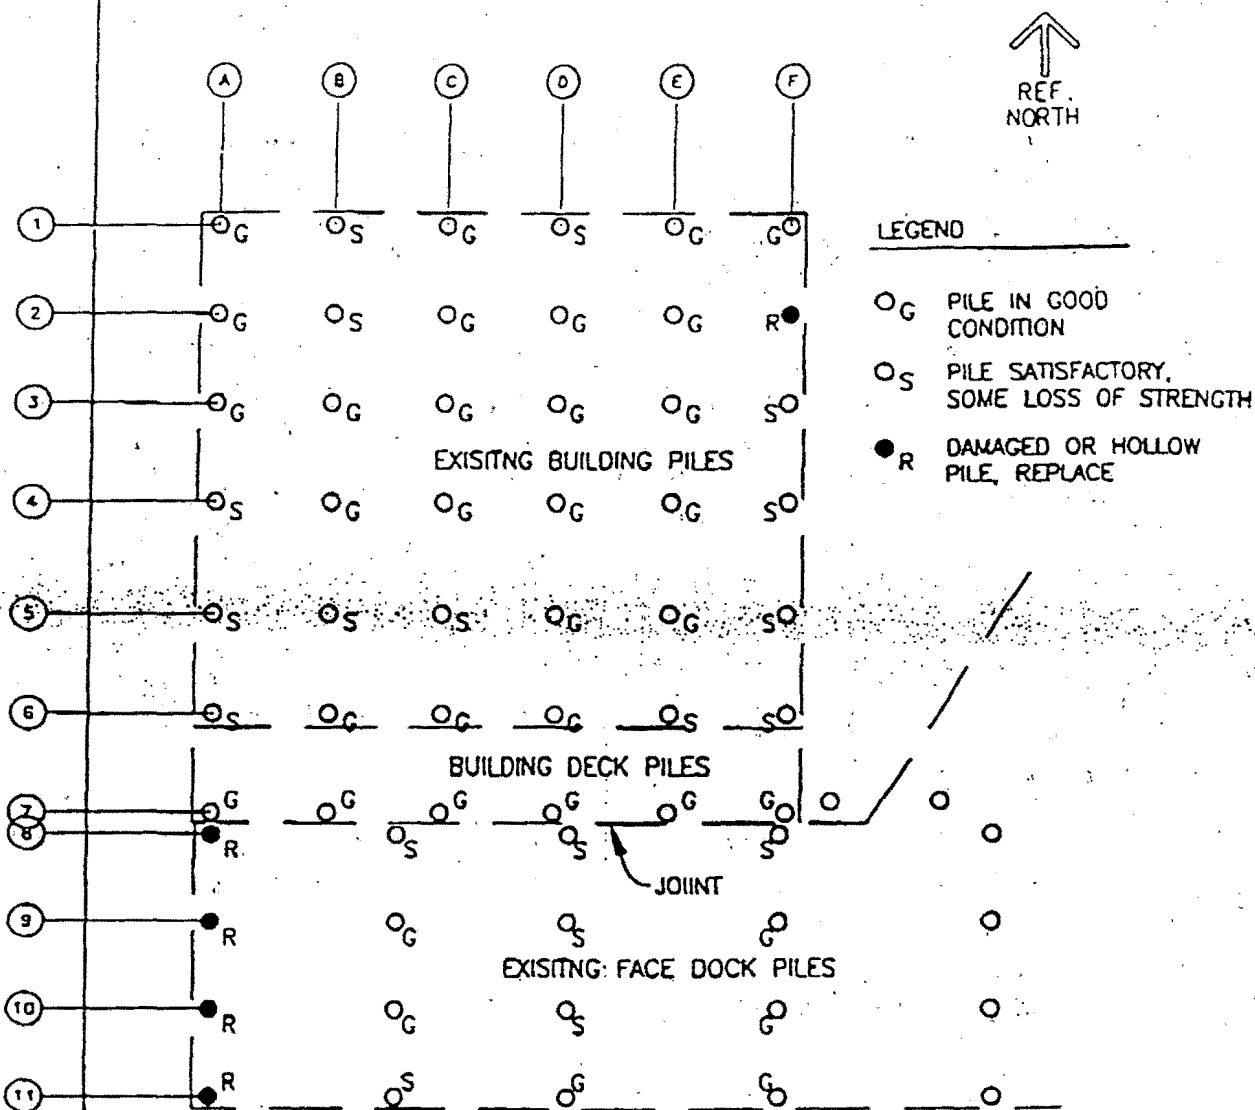 A B C D E F
REF.
NORTH
1 G S G S G G
LEGEND
G PILE IN GOOD
CONDITION
2 G S G G G R
S PILE SATISFACTORY,
SOME LOSS OF STRENGTH
3 G G G G G S
R DAMAGED OR HOLLOW
PILE, REPLACE
EXISITNG BUILDING PILES
4 S G G G G S
5 S S S G G S
6 S G G G S S
BUILDING DECK PILES
7 G G G G G G
8 R S S S
JOIINT
9 R G S G
EXISITNG: FACE DOCK PILES
10 R G S G
11 R S G G